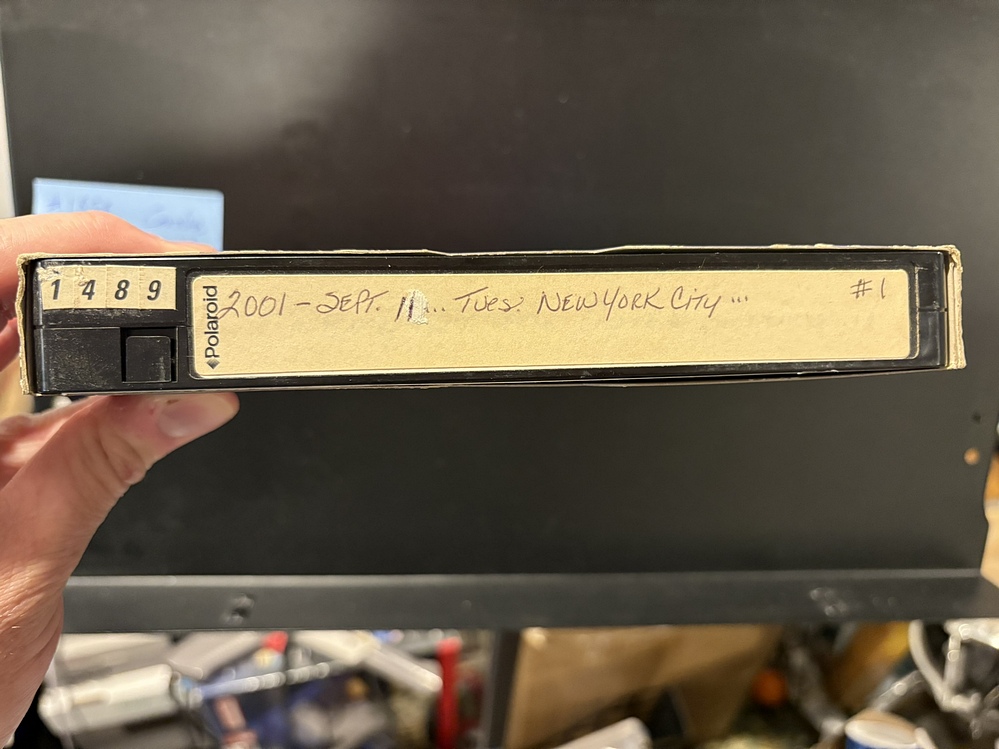 1489
Polaroid
2001 - SEPT. 11... TUES. NEW YORK CITY ... #1